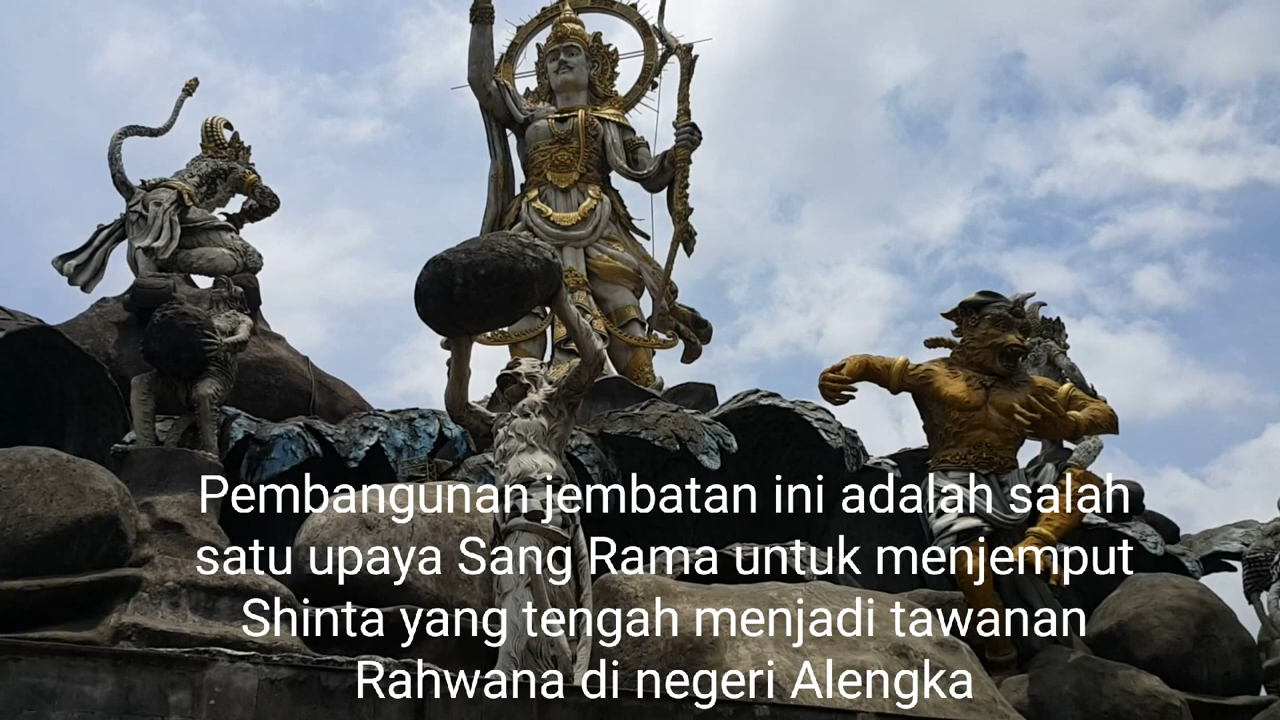 Pembangunan jembatan ini adalah salah
satu upaya Sang Rama untuk menjemput
Shinta yang tengah menjadi tawanan
Rahwana di negeri Alengka